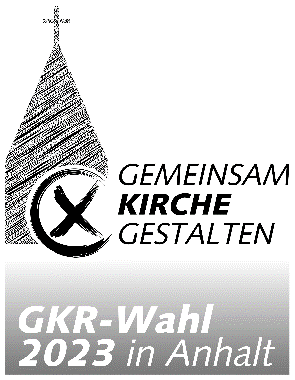 GEMEINSAM
KIRCHE
GESTALTEN
GKR-Wahl
2023 in Anhalt